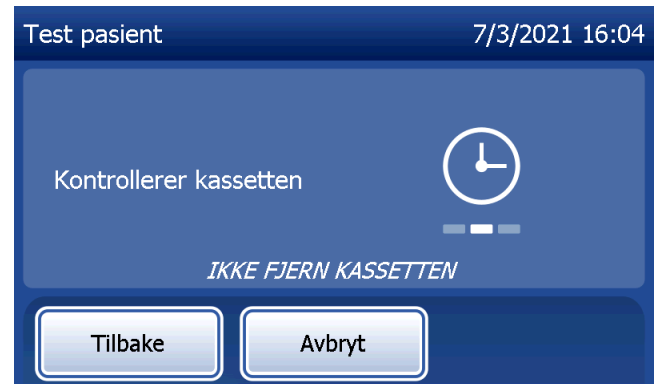 Test pasient 7/3/2021 16:04
Kontrollerer kassetten
IKKE FJERN KASSETTEN
Tilbake Avbryt